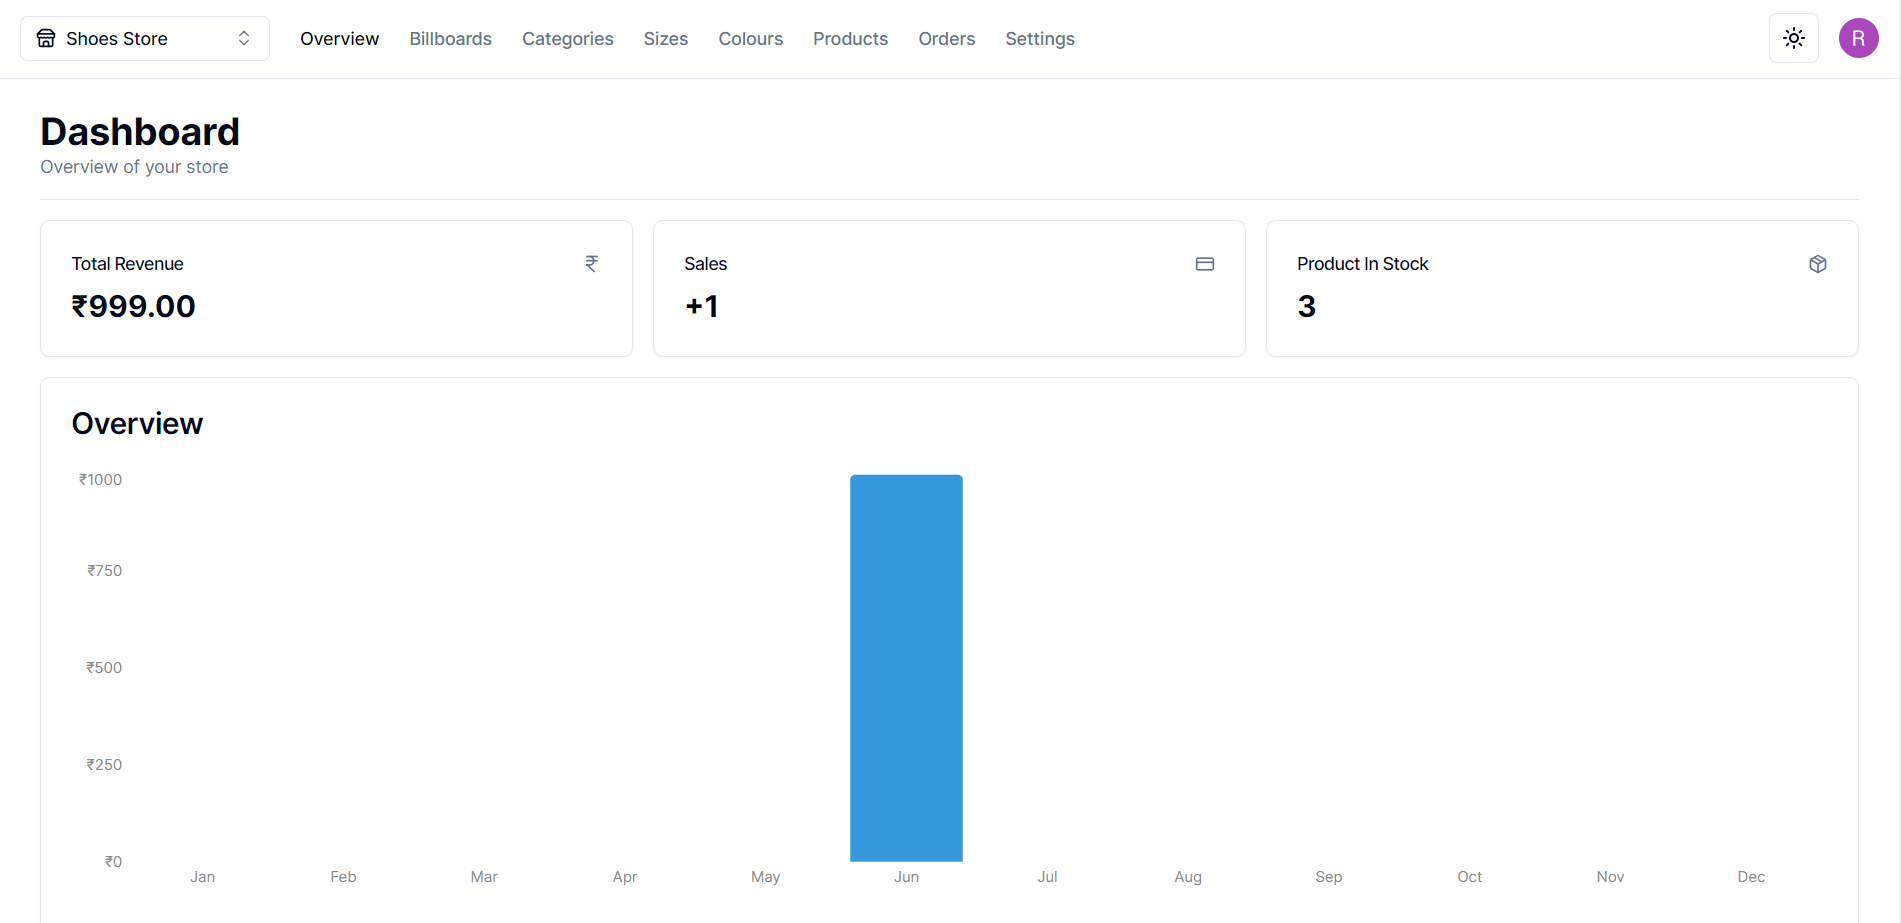 Shoes Store Overview Billboards Categories Sizes Colours Products Orders Settings R
Dashboard
Overview of your store
Total Revenue
₹999.00
Sales
+1
Product In Stock
3
Overview
₹1000
₹750
₹500
₹250
₹0
Jan Feb Mar Apr May Jun Jul Aug Sep Oct Nov Dec